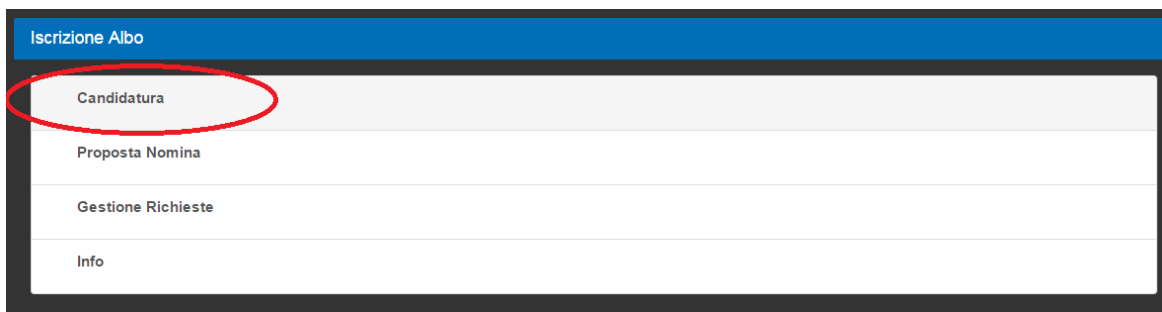 Iscrizione Albo
Candidatura
Proposta Nomina
Gestione Richieste
Info